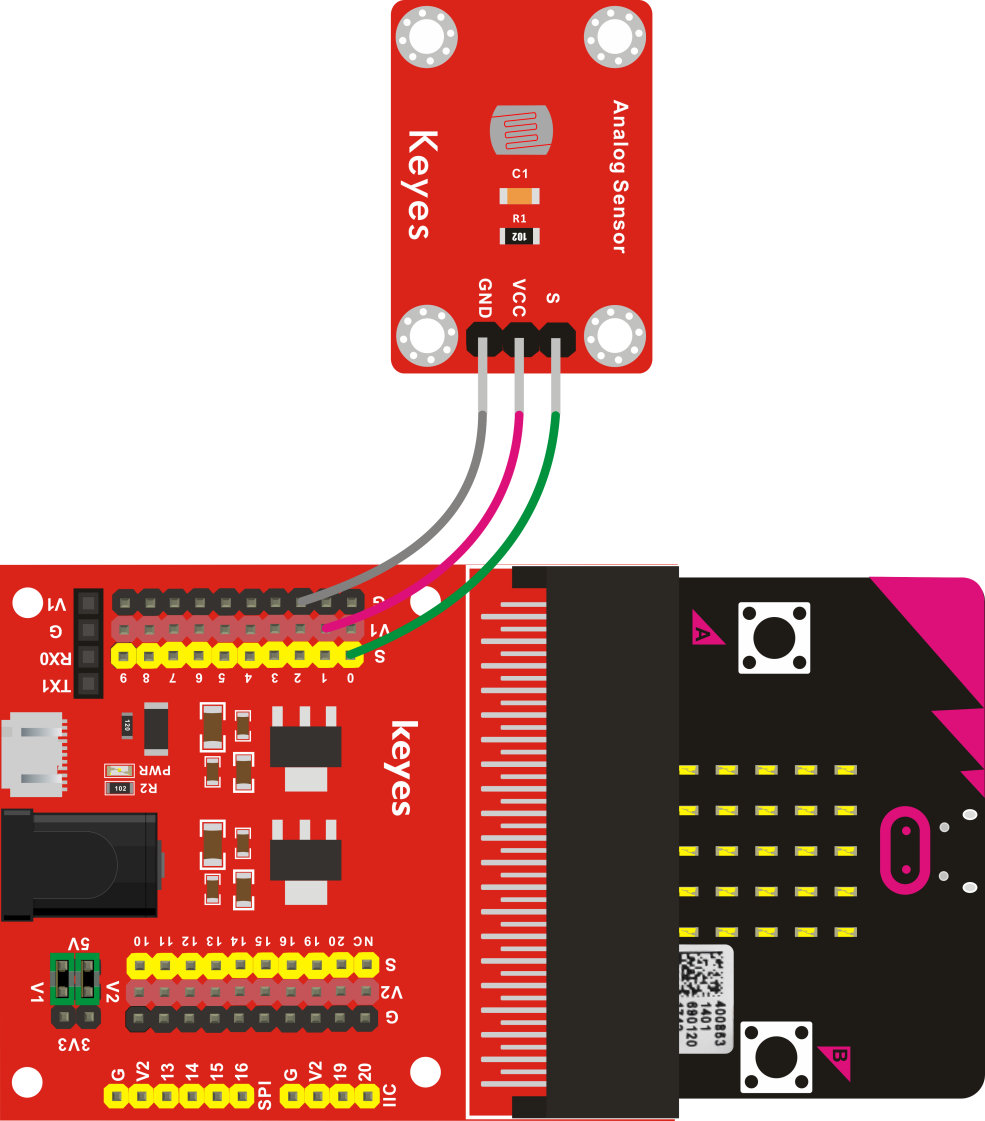 Keyes
Analog Sensor
C1
R1
102
GND
VCC
S
V1
G
RX0
TX1
G
V1
S
9 8 7 6 5 4 3 2 1 0
120
PWR
R2
102
keyes
A
5V
V1
V2
3V3
10 11 12 13 14 15 16 19 20 NC
S
V2
G
G V2 13 14 15 16
SPI
G V2 19 20
IIC
400863
1401
690120
B